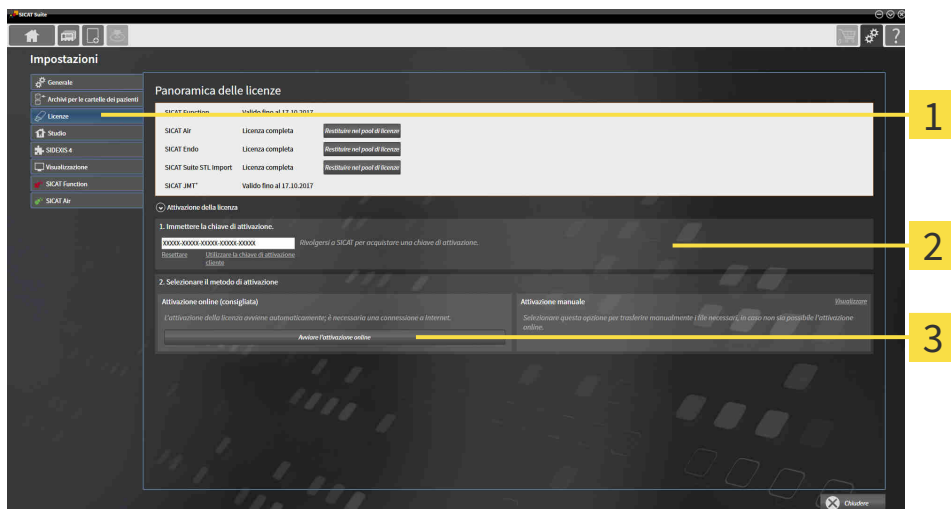 SICAT Suite
Impostazioni
Generale
Archivi per le cartelle dei pazienti
Licenze
Studio
SIDEXIS 4
Visualizzazione
SICAT Function
SICAT Air
Panoramica delle licenze
SICAT Function Valido fino al 17.10.2017
SICAT Air Licenza completa Restituire nel pool di licenze
SICAT Endo Licenza completa Restituire nel pool di licenze
SICAT Suite STL Import Licenza completa Restituire nel pool di licenze
SICAT JMT+ Valido fino al 17.10.2017
Attivazione della licenza
1. Immettere la chiave di attivazione.
XXXXX-XXXXX-XXXXX-XXXXX-XXXXX Rivolgersi a SICAT per acquistare una chiave di attivazione.
Resettare Utilizzare la chiave di attivazione
cliente
2. Selezionare il metodo di attivazione
Attivazione online (consigliata)
L'attivazione della licenza avviene automaticamente; è necessaria una connessione a Internet.
Avviare l'attivazione online
Attivazione manuale Visualizzare
Selezionare questa opzione per trasferire manualmente i file necessari, in caso non sia possibile l'attivazione
online.
Chiudere
1
2
3